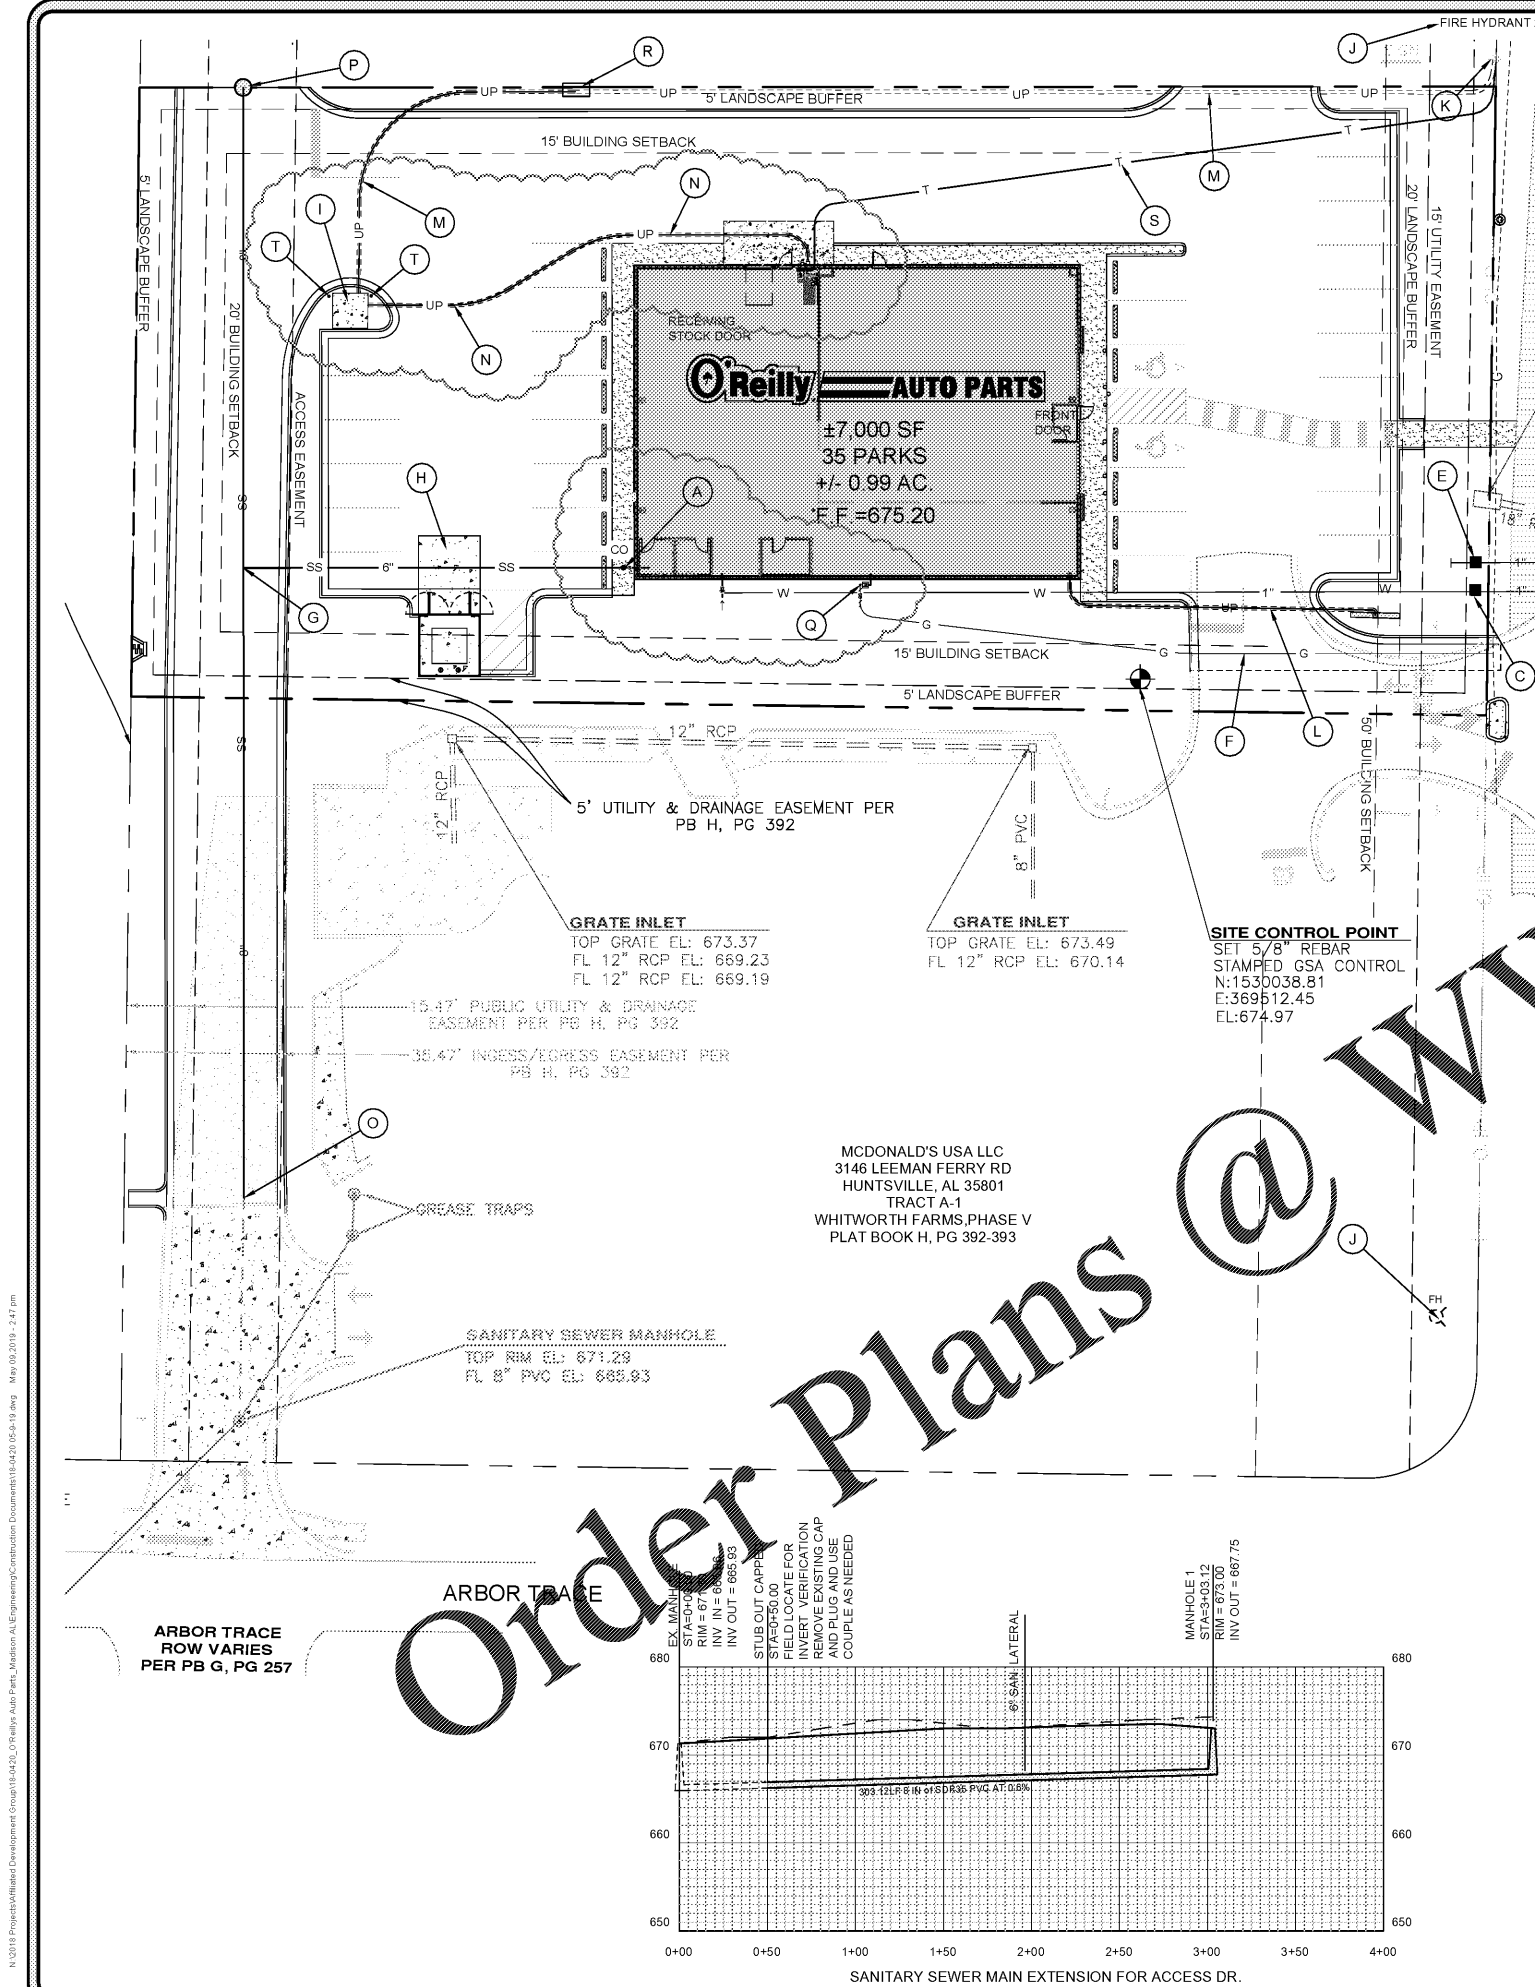 FIRE HYDRANT
J
P
R
K
UP
UP
UP
UP
5' LANDSCAPE BUFFER
T
15' BUILDING SETBACK
T
M
5' LANDSCAPE BUFFER
N
T
20' LANDSCAPE BUFFER
15' UTILITY EASEMENT
I
M
S
UP
UP
T
T
UP
N
20' BUILDING SETBACK
RECEIVING
STOCK DOOR
O'Reilly AUTO PARTS
ACCESS EASEMENT
FRONT
DOOR
±7,000 SF
35 PARKS
+/- 0.99 AC.
F.F.=675.20
H
A
E
SS
CO
SS
6"
SS
1"
G
W
W
1"
W
1"
UP
Q
G
G
G
15' BUILDING SETBACK
C
5' LANDSCAPE BUFFER
F
L
SS
12" RCP
12" RCP
5' UTILITY & DRAINAGE EASEMENT PER
PB H, PG 392
8" PVC
50' BUILDING SETBACK
GRATE INLET
TOP GRATE EL: 673.37
FL 12" RCP EL: 669.23
FL 12" RCP EL: 669.19
GRATE INLET
TOP GRATE EL: 673.49
FL 12" RCP EL: 670.14
SITE CONTROL POINT
SET 5/8" REBAR
STAMPED GSA CONTROL
N:1530038.81
E:369512.45
EL:674.97
8"
15.47' PUBLIC UTILITY & DRAINAGE
EASEMENT PER PB H, PG 392
INGESS/EGRESS EASEMENT PER
PB H, PG 392
O
MCDONALD'S USA LLC
3146 LEEMAN FERRY RD
HUNTSVILLE, AL 35801
TRACT A-1
WHITWORTH FARMS,PHASE V
PLAT BOOK H, PG 392-393
GREASE TRAPS
J
FH
SANITARY SEWER MANHOLE
TOP RIM EL: 671.29
FL 8" PVC EL: 665.93
Order Plans @
ARBOR TRACE
ARBOR TRACE
ROW VARIES
PER PB G, PG 257
EX. MANHOLE
INV OUT = 665.93
STUB OUT CAPPED
STA=0+50.00
FIELD LOCATE FOR
INVERT VERIFICATION
REMOVE EXISTING CAP
AND PLUG AND USE
COUPLE AS NEEDED
6" SAN. LATERAL
MANHOLE 1
STA=3+03.12
RIM = 673.00
INV OUT = 667.75
680
680
670
670
303.12LF 8 IN of SDR35 PVC AT 0.6%
660
660
650
650
0+00 0+50 1+00 1+50 2+00 2+50 3+00 3+50 4+00
SANITARY SEWER MAIN EXTENSION FOR ACCESS DR.